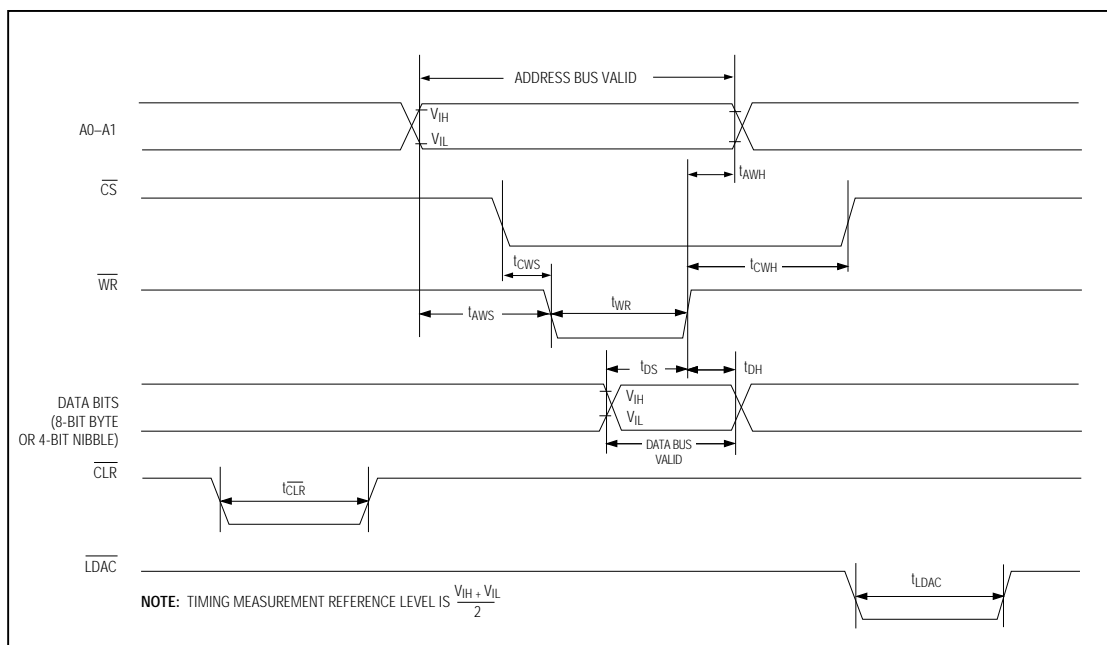 ADDRESS BUS VALID
A0–A1
VIH
VIL
tAWH
CS
tCWS
tCWH
WR
tAWS
tWR
tDS
tDH
DATA BITS
(8-BIT BYTE
OR 4-BIT NIBBLE)
VIH
VIL
DATA BUS
VALID
CLR
tCLR
LDAC
tLDAC
NOTE: TIMING MEASUREMENT REFERENCE LEVEL IS VIH + VIL
2